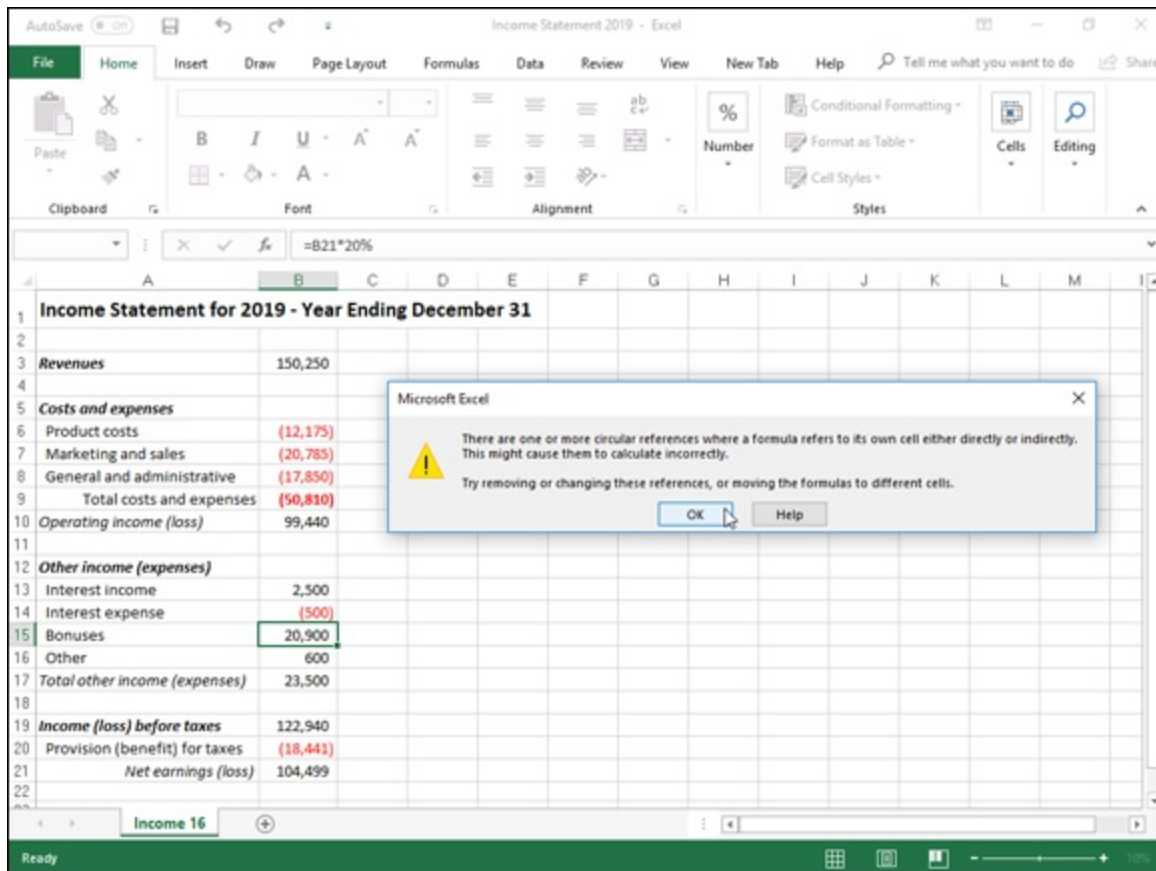 AutoSave Off Income Statement 2019 - Excel
File Home Insert Draw Page Layout Formulas Data Review View New Tab Help Tell me what you want to do Share
Paste
B I U A A A
ab
%
Number
Conditional Formatting
Format as Table
Cell Styles
Cells
Editing
Clipboard Font Alignment Styles
fx =B21*20%
A B C D E F G H I J K L M
1 Income Statement for 2019 - Year Ending December 31
2
3 Revenues 150,250
4
5 Costs and expenses
6 Product costs (12,175)
7 Marketing and sales (20,785)
8 General and administrative (17,850)
9 Total costs and expenses (50,810)
10 Operating income (loss) 99,440
11
12 Other income (expenses)
13 Interest income 2,500
14 Interest expense (500)
15 Bonuses 20,900
16 Other 600
17 Total other income (expenses) 23,500
18
19 Income (loss) before taxes 122,940
20 Provision (benefit) for taxes (18,441)
21 Net earnings (loss) 104,499
22
Microsoft Excel
There are one or more circular references where a formula refers to its own cell either directly or indirectly.
This might cause them to calculate incorrectly.
Try removing or changing these references, or moving the formulas to different cells.
OK Help
Income 16
Ready 10%